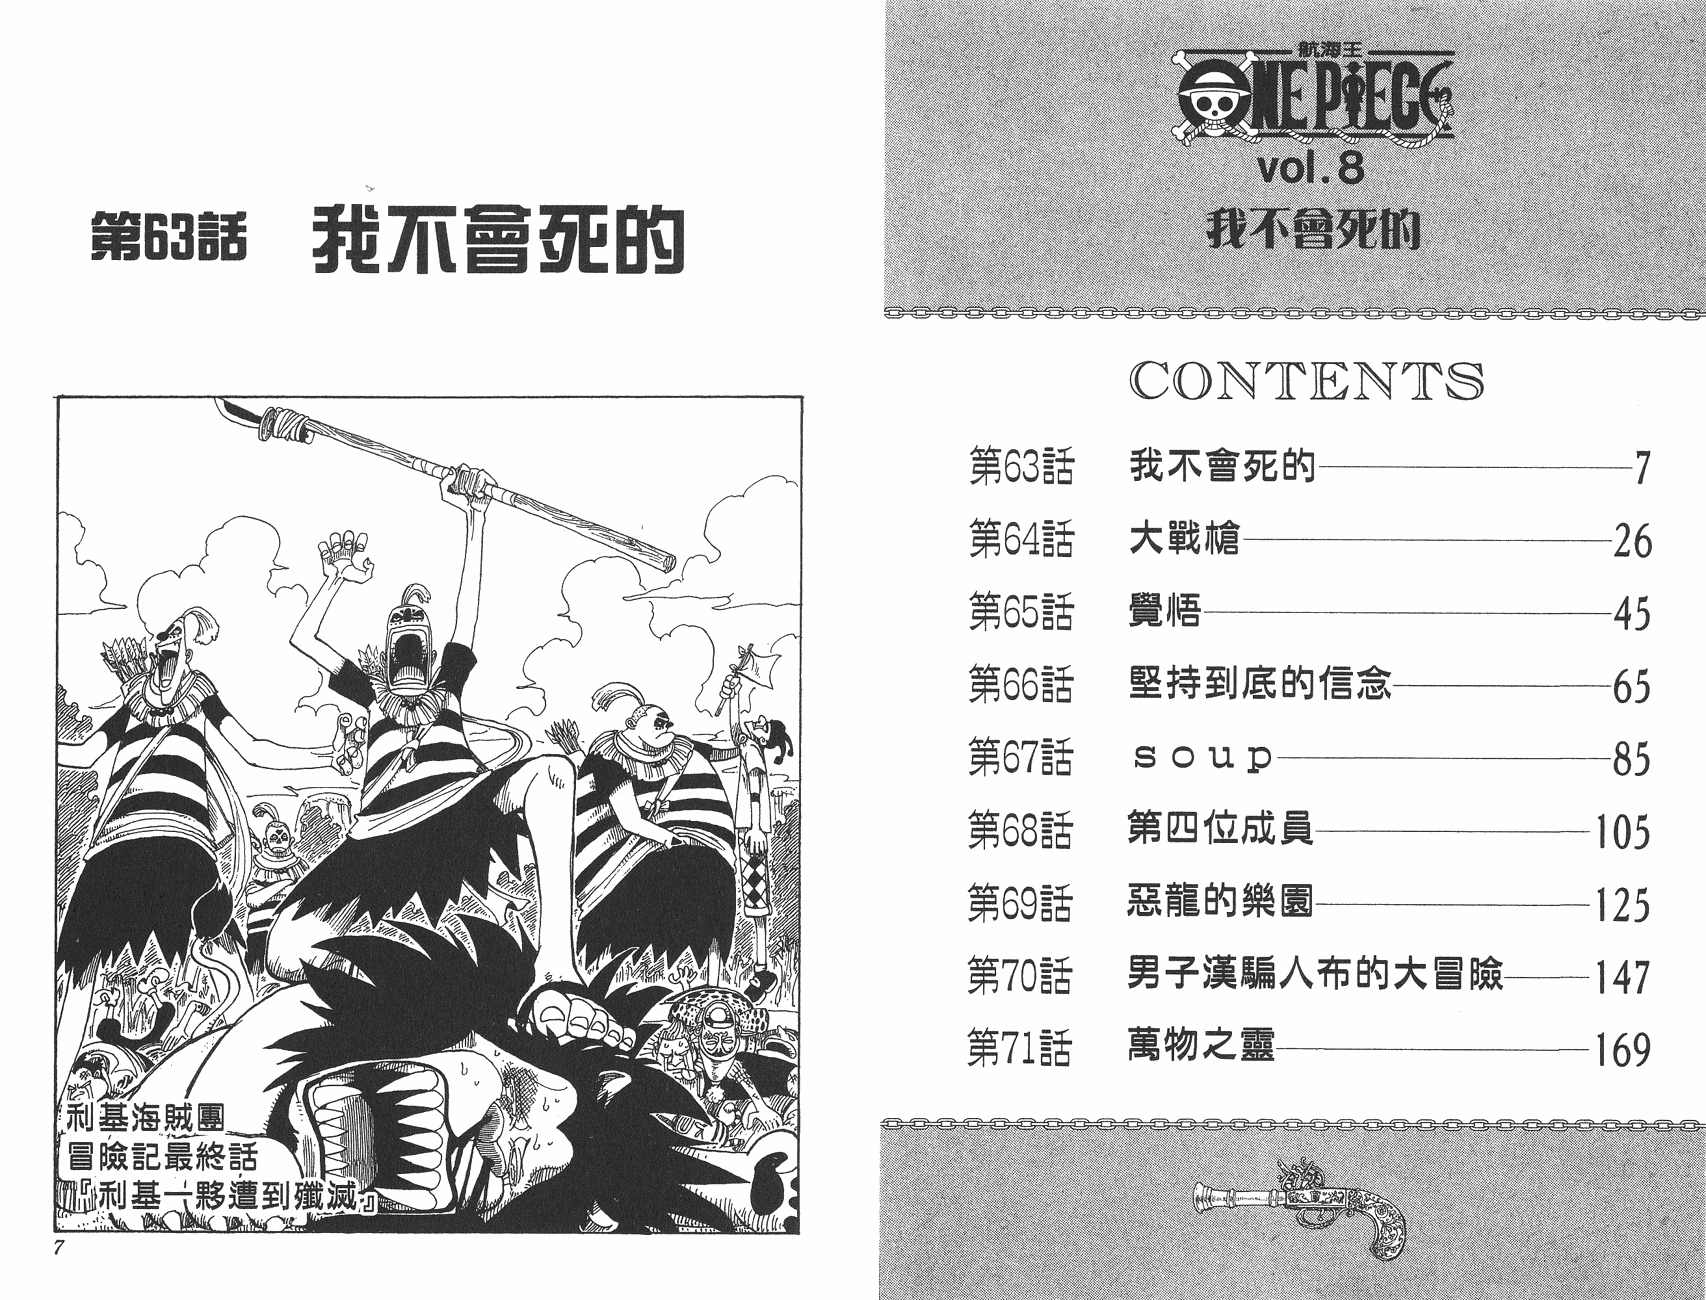 航海王
ONE PIECE
vol.8
我不會死的
CONTENTS
第63話 我不會死的 7
第64話 大戰槍 26
第65話 覺悟 45
第66話 堅持到底的信念 65
第67話 soup 85
第68話 第四位成員 105
第69話 惡龍的樂園 125
第70話 男子漢騙人布的大冒險 147
第71話 萬物之靈 169
第63話 我不會死的
利基海賊團
冒險記最終話
『利基一夥遭到殲滅』
7